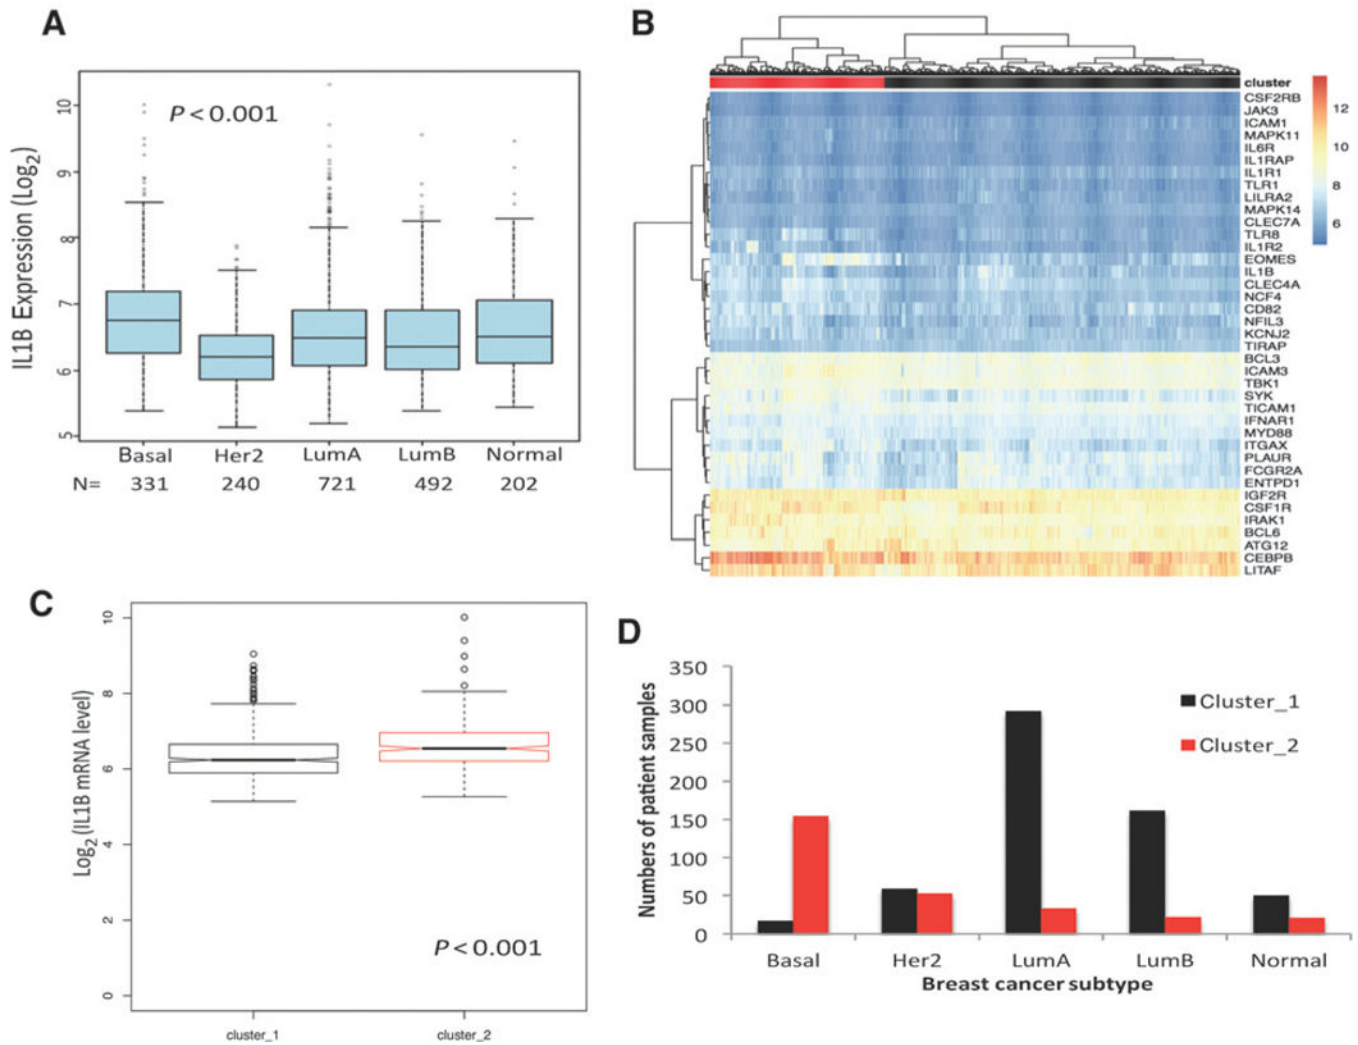 A
IL1B Expression (Log2)
10
9
8
7
6
5
P < 0.001
Basal
Her2
LumA
LumB
Normal
N= 331 240 721 492 202
B
cluster
CSF2RB
JAK3
ICAM1
MAPK11
IL6R
IL1RAP
IL1R1
TLR1
LILRA2
MAPK14
CLEC7A
TLR8
IL1R2
EOMES
IL1B
CLEC4A
NCF4
CD82
NFIL3
KCNJ2
TIRAP
BCL3
ICAM3
TBK1
SYK
TICAM1
IFNAR1
MYD88
ITGAX
PLAUR
FCGR2A
ENTPD1
IGF2R
CSF1R
IRAK1
BCL6
ATG12
CEBPB
LITAF
12
10
8
6
C
Log2 (IL1B mRNA level)
10
8
6
4
2
0
P < 0.001
cluster_1
cluster_2
D
Numbers of patient samples
350
300
250
200
150
100
50
0
Cluster_1
Cluster_2
Basal
Her2
LumA
LumB
Normal
Breast cancer subtype